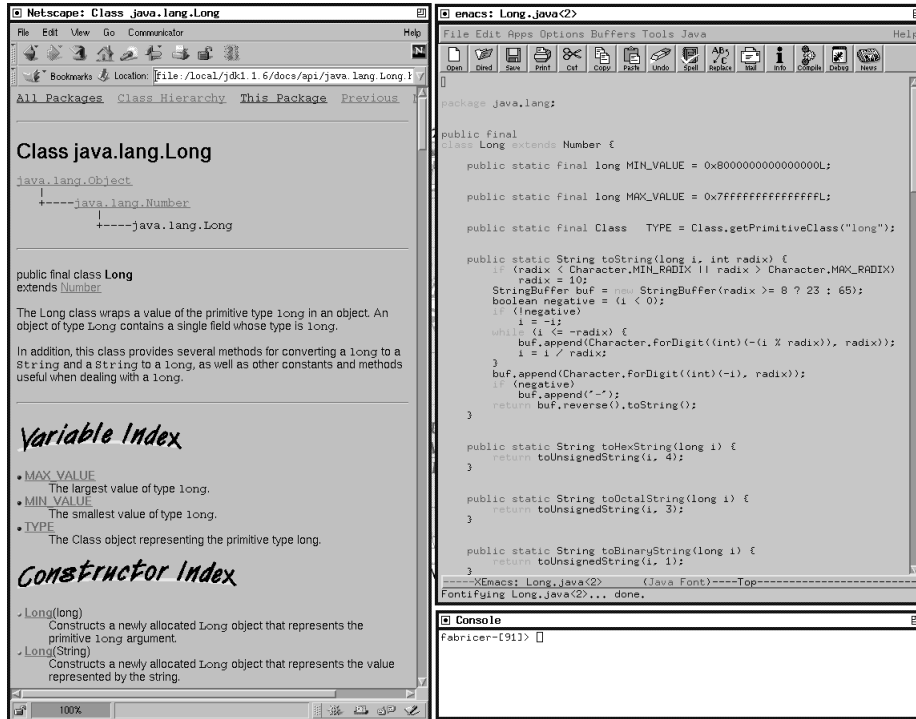 Netscape: Class java.lang.Long
File Edit View Go Communicator Help
Bookmarks Location: file:/local/jdk1.1.6/docs/api/java.lang.Long.h
All Packages Class Hierarchy This Package Previous
Class java.lang.Long
java.lang.Object
|
+----java.lang.Number
|
+----java.lang.Long
public final class Long
extends Number
The Long class wraps a value of the primitive type long in an object. An
object of type Long contains a single field whose type is long.
In addition, this class provides several methods for converting a long to a
String and a String to a long, as well as other constants and methods
useful when dealing with a long.
Variable Index
MAX_VALUE
The largest value of type long.
MIN_VALUE
The smallest value of type long.
TYPE
The Class object representing the primitive type long.
Constructor Index
Long(long)
Constructs a newly allocated Long object that represents the
primitive long argument.
Long(String)
Constructs a newly allocated Long object that represents the value
represented by the string.
100%
emacs: Long.java<2>
File Edit Apps Options Buffers Tools Java Help
Open Dired Save Print Cut Copy Paste Undo Spell Replace Mail Info Compile Debug News
package java.lang;
public final
class Long extends Number {
public static final long MIN_VALUE = 0x8000000000000000L;
public static final long MAX_VALUE = 0x7fffffffffffffffL;
public static final Class TYPE = Class.getPrimitiveClass("long");
public static String toString(long i, int radix) {
if (radix < Character.MIN_RADIX || radix > Character.MAX_RADIX)
radix = 10;
StringBuffer buf = new StringBuffer(radix >= 8 ? 23 : 65);
boolean negative = (i < 0);
if (!negative)
i = -i;
while (i <= -radix) {
buf.append(Character.forDigit((int)(-(i % radix)), radix));
i = i / radix;
}
buf.append(Character.forDigit((int)(-i), radix));
if (negative)
buf.append('-');
return buf.reverse().toString();
}
public static String toHexString(long i) {
return toUnsignedString(i, 4);
}
public static String toOctalString(long i) {
return toUnsignedString(i, 3);
}
public static String toBinaryString(long i) {
return toUnsignedString(i, 1);
}
-----XEmacs: Long.java<2> (Java Font)----Top------------------------
Fontifying Long.java<2>... done.
Console
fabricer-[91]>